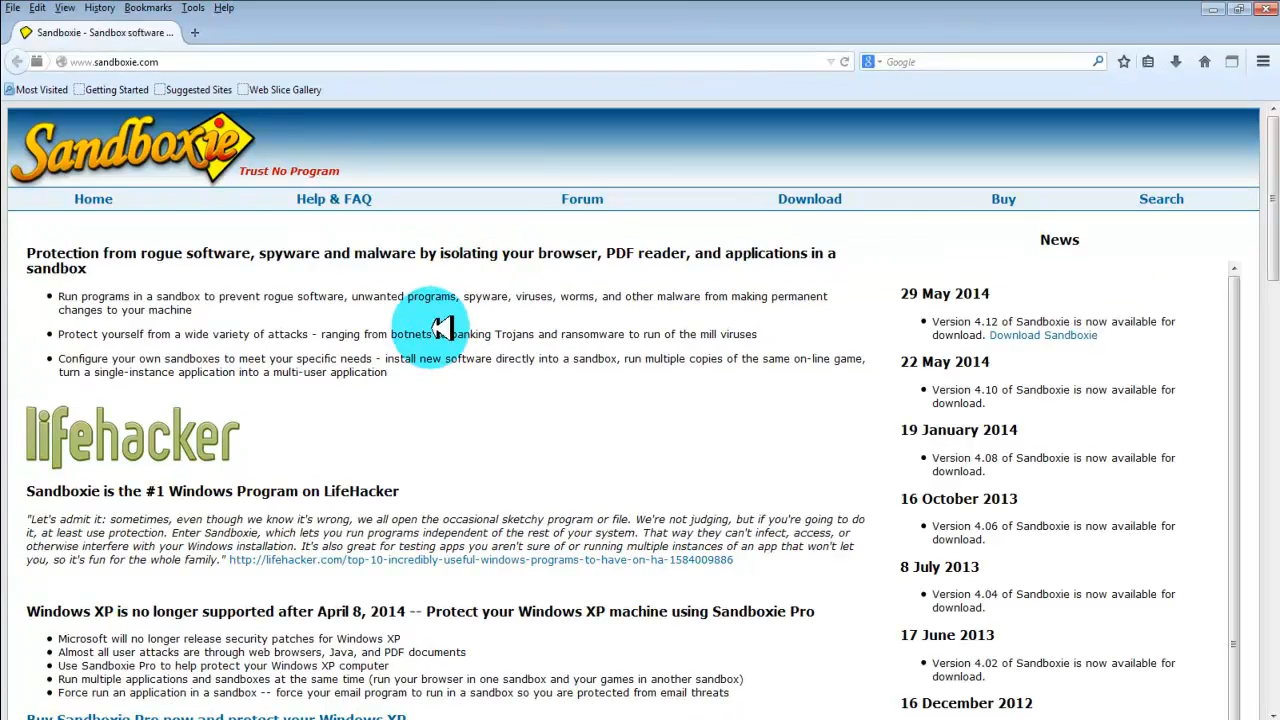 File Edit View History Bookmarks Tools Help
Sandboxie - Sandbox software ...
www.sandboxie.com
Google
Most Visited Getting Started Suggested Sites Web Slice Gallery
Sandboxie
Trust No Program
Home Help & FAQ Forum Download Buy Search
Protection from rogue software, spyware and malware by isolating your browser, PDF reader, and applications in a
sandbox
Run programs in a sandbox to prevent rogue software, unwanted programs, spyware, viruses, worms, and other malware from making permanent
changes to your machine
Protect yourself from a wide variety of attacks - ranging from botnets banking Trojans and ransomware to run of the mill viruses
Configure your own sandboxes to meet your specific needs - install new software directly into a sandbox, run multiple copies of the same on-line game,
turn a single-instance application into a multi-user application
lifehacker
Sandboxie is the #1 Windows Program on LifeHacker
"Let's admit it: sometimes, even though we know it's wrong, we all open the occasional sketchy program or file. We're not judging, but if you're going to do
it, at least use protection. Enter Sandboxie, which lets you run programs independent of the rest of your system. That way they can't infect, access, or
otherwise interfere with your Windows installation. It's also great for testing apps you aren't sure of or running multiple instances of an app that won't let
you, so it's fun for the whole family." http://lifehacker.com/top-10-incredibly-useful-windows-programs-to-have-on-ha-1584009886
Windows XP is no longer supported after April 8, 2014 -- Protect your Windows XP machine using Sandboxie Pro
Microsoft will no longer release security patches for Windows XP
Almost all user attacks are through web browsers, Java, and PDF documents
Use Sandboxie Pro to help protect your Windows XP computer
Run multiple applications and sandboxes at the same time (run your browser in one sandbox and your games in another sandbox)
Force run an application in a sandbox -- force your email program to run in a sandbox so you are protected from email threats
Buy Sandboxie Pro now and protect your Windows XP
News
29 May 2014
Version 4.12 of Sandboxie is now available for
download. Download Sandboxie
22 May 2014
Version 4.10 of Sandboxie is now available for
download.
19 January 2014
Version 4.08 of Sandboxie is now available for
download.
16 October 2013
Version 4.06 of Sandboxie is now available for
download.
8 July 2013
Version 4.04 of Sandboxie is now available for
download.
17 June 2013
Version 4.02 of Sandboxie is now available for
download.
16 December 2012